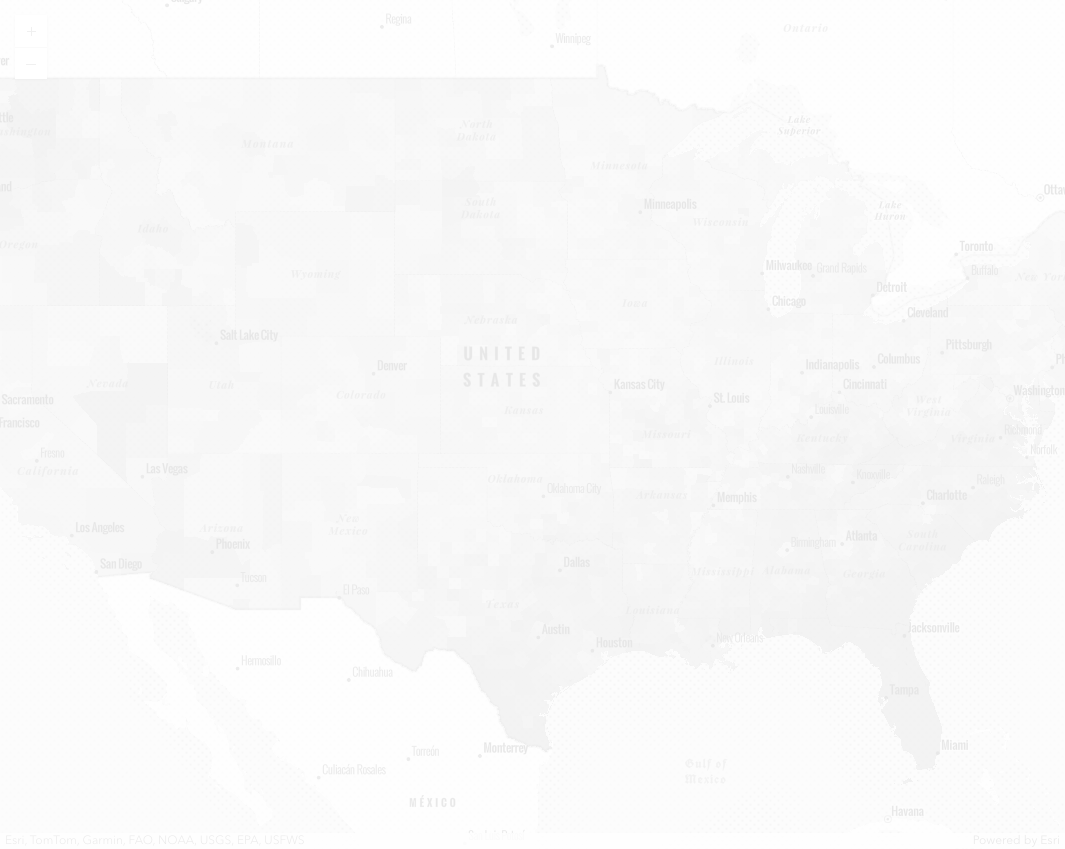 Regina
Winnipeg
Ontario
+
−
Lake
Superior
North
Dakota
Montana
Minnesota
South
Dakota
Minneapolis
Wisconsin
Lake
Huron
Idaho
Oregon
Toronto
Buffalo
Milwaukee
Grand Rapids
Wyoming
Detroit
Chicago
Iowa
Cleveland
Nebraska
Salt Lake City
Pittsburgh
UNITED
STATES
Denver
Illinois
Indianapolis
Columbus
Nevada
Utah
Kansas City
Cincinnati
Washington
Sacramento
Colorado
St. Louis
West
Virginia
Kansas
Louisville
Francisco
Richmond
Missouri
Kentucky
Virginia
Fresno
California
Norfolk
Las Vegas
Nashville
Knoxville
Oklahoma
Oklahoma City
Raleigh
Arkansas
Memphis
Charlotte
Los Angeles
Arizona
New
Mexico
Phoenix
Birmingham
Atlanta
South
Carolina
San Diego
Dallas
Mississippi
Alabama
Georgia
Tucson
El Paso
Texas
Louisiana
Austin
Houston
New Orleans
Jacksonville
Hermosillo
Chihuahua
Tampa
Monterrey
Torreón
Miami
Culiacán Rosales
Gulf of
Mexico
MÉXICO
Havana
Esri, TomTom, Garmin, FAO, NOAA, USGS, EPA, USFWS
Powered by Esri